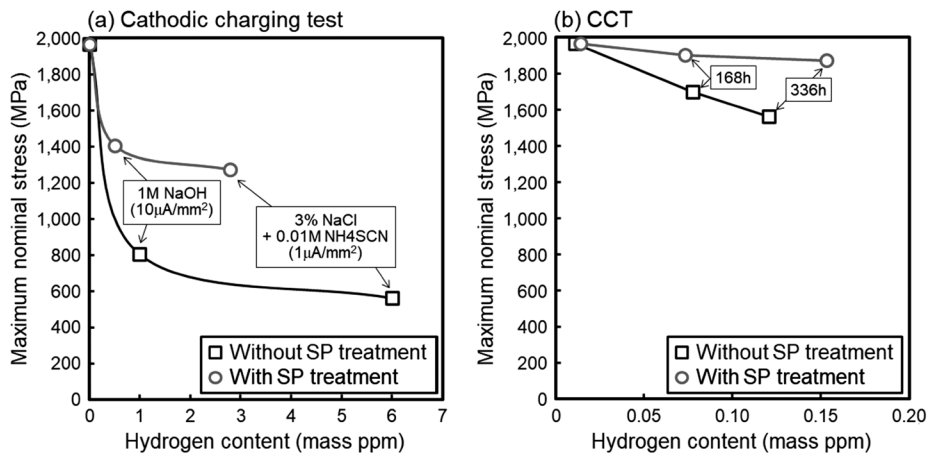 (a) Cathodic charging test
2,000
1,800
1,600
1,400
1,200
1,000
800
600
400
200
0
Maximum nominal stress (MPa)
1M NaOH
(10μA/mm2)
3% NaCl
+ 0.01M NH4SCN
(1μA/mm2)
Without SP treatment
With SP treatment
0 1 2 3 4 5 6 7
Hydrogen content (mass ppm)
(b) CCT
2,000
1,800
1,600
1,400
1,200
1,000
800
600
400
200
0
Maximum nominal stress (MPa)
168h
336h
Without SP treatment
With SP treatment
0 0.05 0.10 0.15 0.20
Hydrogen content (mass ppm)